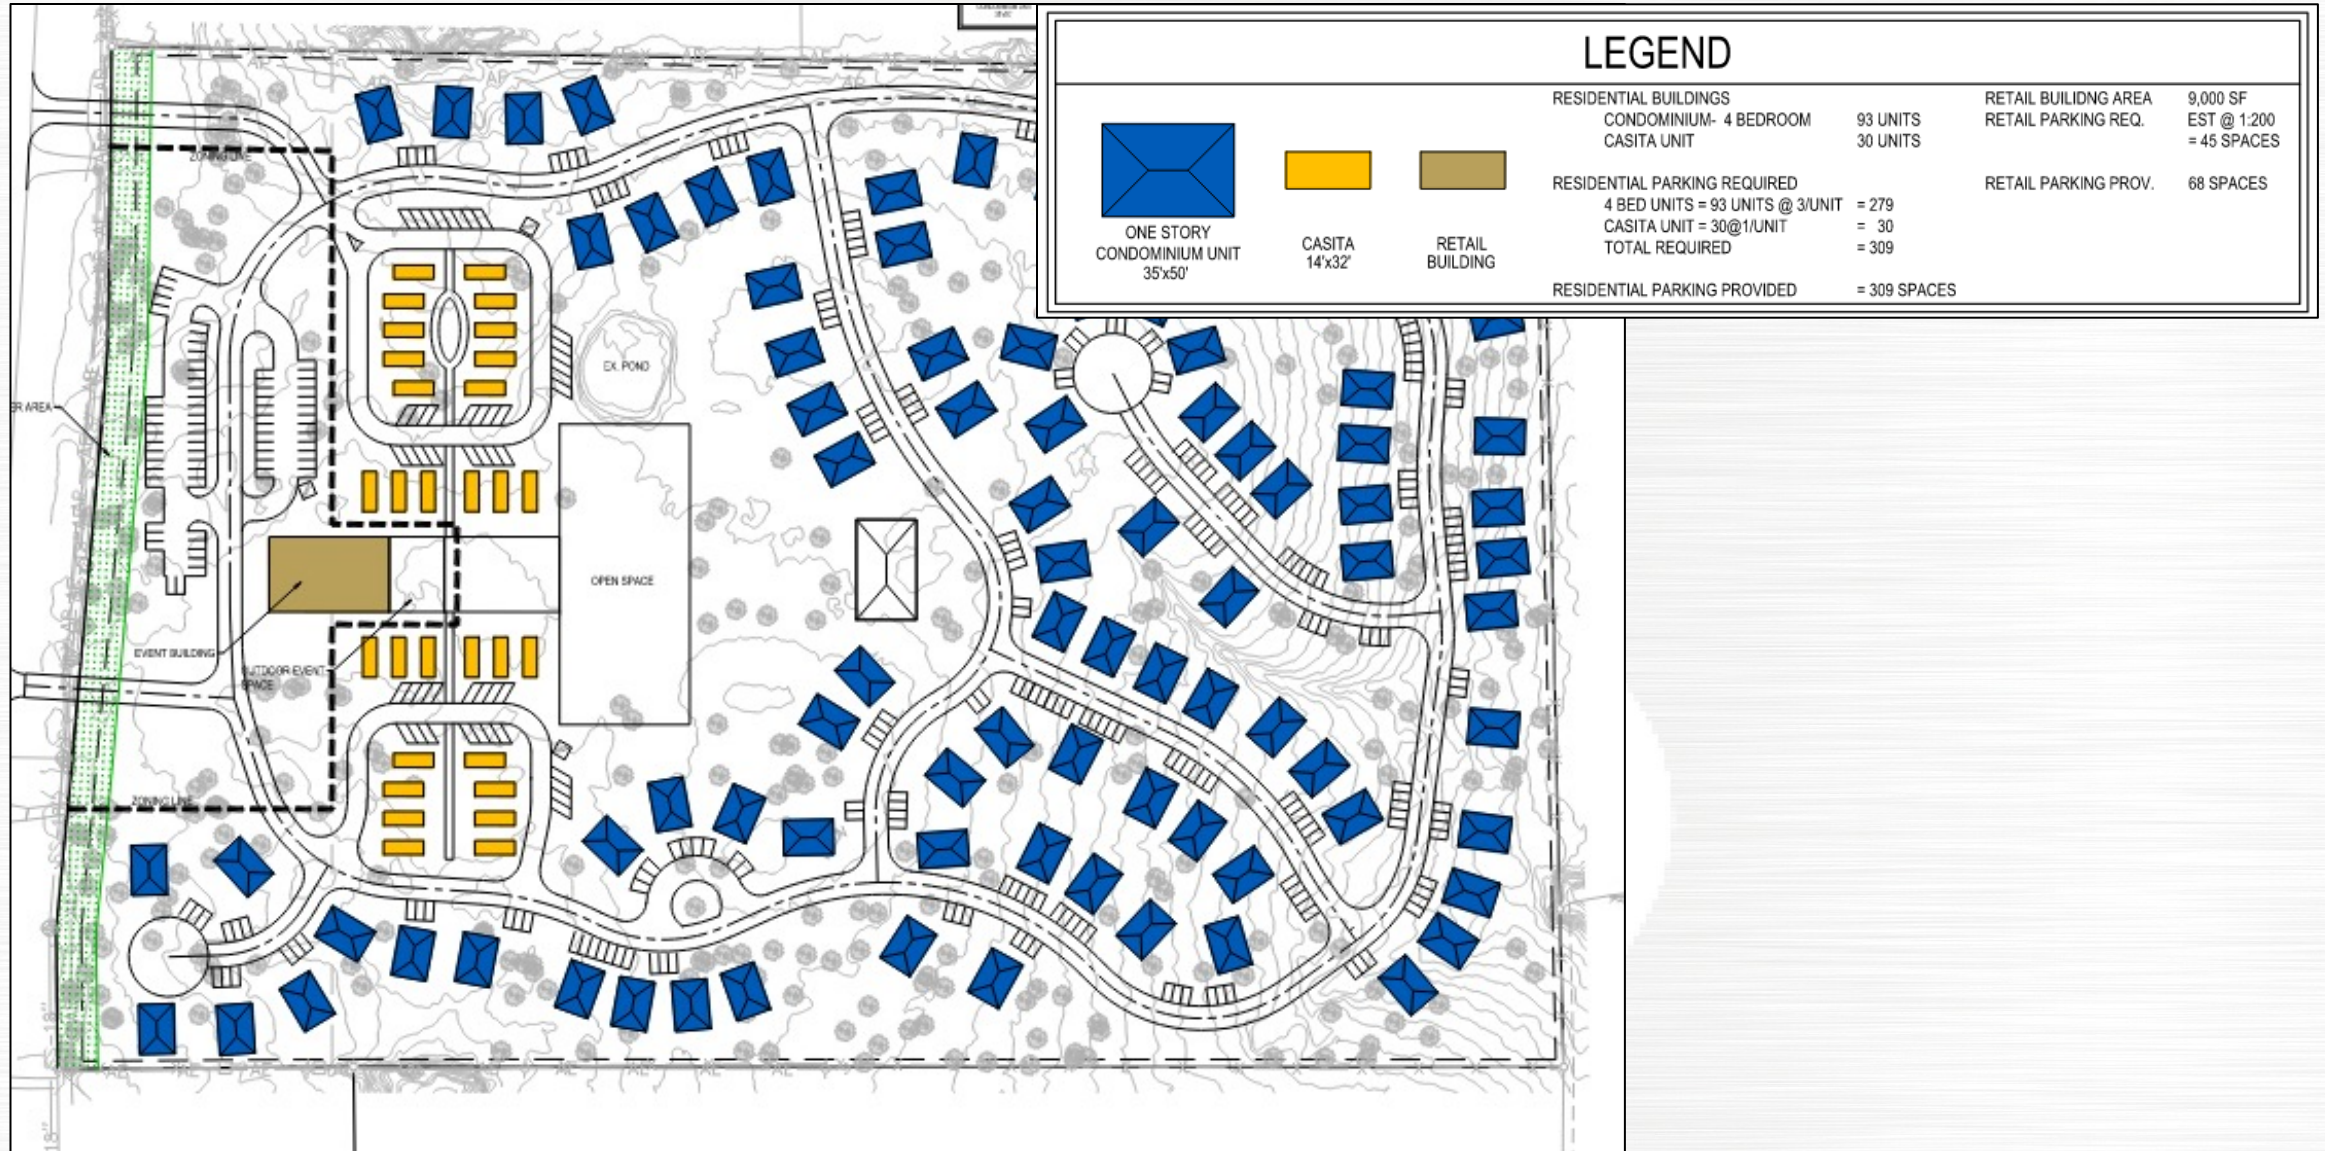 LEGEND
ONE STORY
CONDOMINIUM UNIT
35'x50'
CASITA
14'x32'
RETAIL
BUILDING
RESIDENTIAL BUILDINGS
CONDOMINIUM- 4 BEDROOM 93 UNITS
CASITA UNIT 30 UNITS
RESIDENTIAL PARKING REQUIRED
4 BED UNITS = 93 UNITS @ 3/UNIT = 279
CASITA UNIT = 30@1/UNIT = 30
TOTAL REQUIRED = 309
RESIDENTIAL PARKING PROVIDED = 309 SPACES
RETAIL BUILIDNG AREA 9,000 SF
RETAIL PARKING REQ. EST @ 1:200
= 45 SPACES
RETAIL PARKING PROV. 68 SPACES
ZONING LINE
EX. POND
ER AREA
OPEN SPACE
EVENT BUILDING
OUTDOOR EVENT
SPACE
ZONING LINE